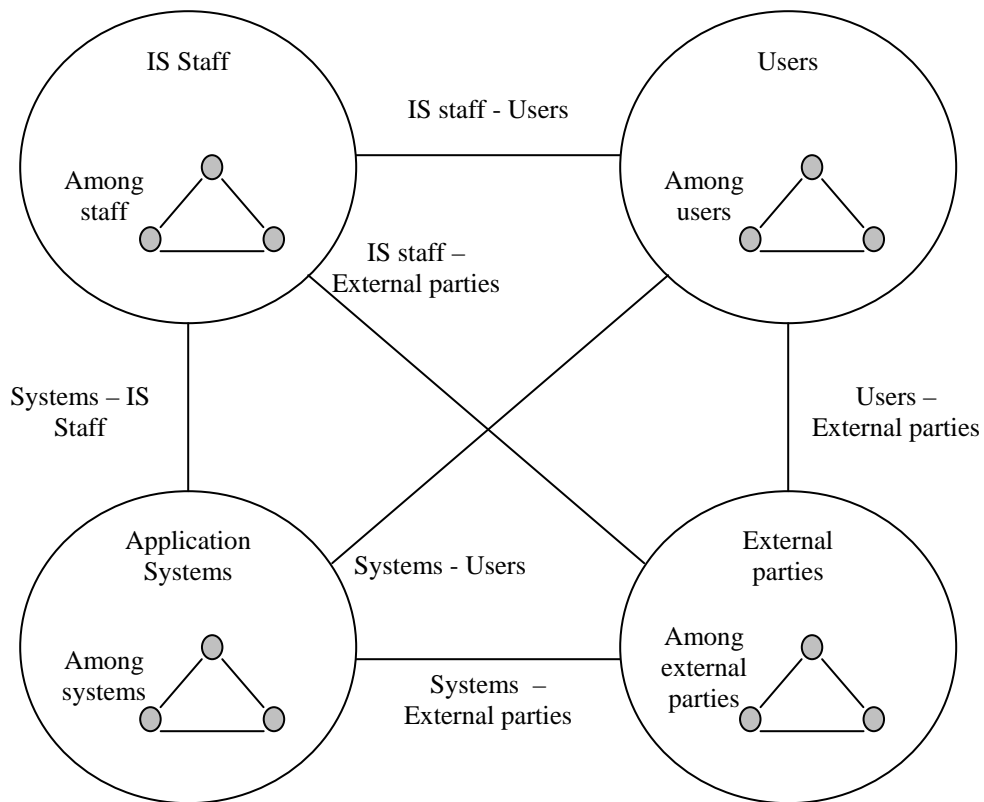 IS Staff
Users
IS staff - Users
Among
staff
Among
users
IS staff –
External parties
Systems – IS
Staff
Users –
External parties
Application
Systems
Systems - Users
External
parties
Among
systems
Among
external
parties
Systems –
External parties